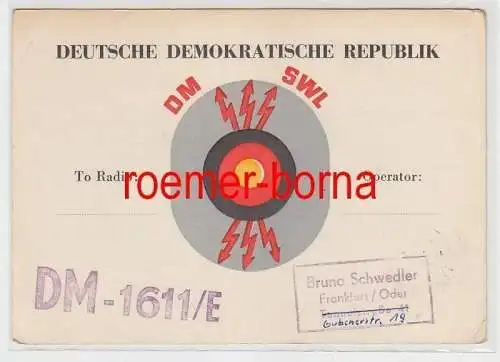 DEUTSCHE DEMOKRATISCHE REPUBLIK
DM SWL
To Radio: Operator:
roemer-borna
DM-1611/E
Bruno Schwedler
Frankfurt/Oder
Gubenerstr. 19